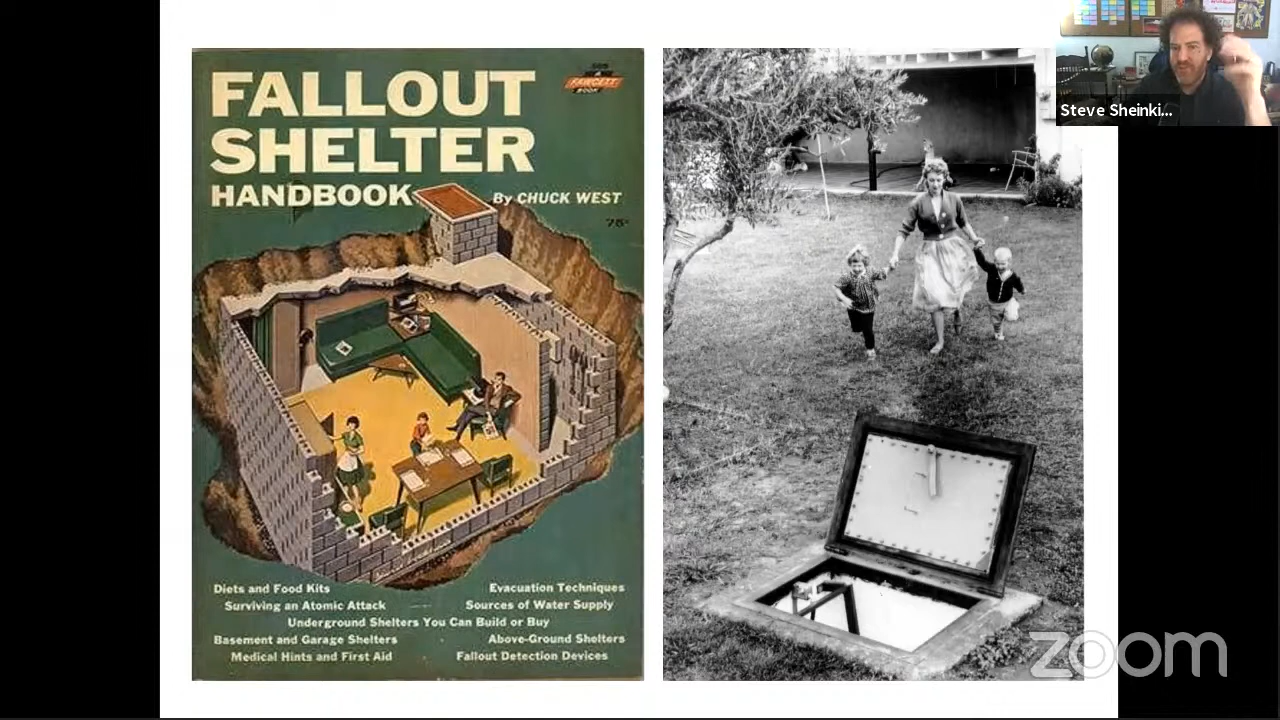 FALLOUT
SHELTER
HANDBOOK
By CHUCK WEST
75¢
A
FAWCETT
BOOK
Diets and Food Kits
Evacuation Techniques
Surviving an Atomic Attack
Sources of Water Supply
Underground Shelters You Can Build or Buy
Basement and Garage Shelters
Above-Ground Shelters
Medical Hints and First Aid
Fallout Detection Devices
Steve Sheinki...
zoom